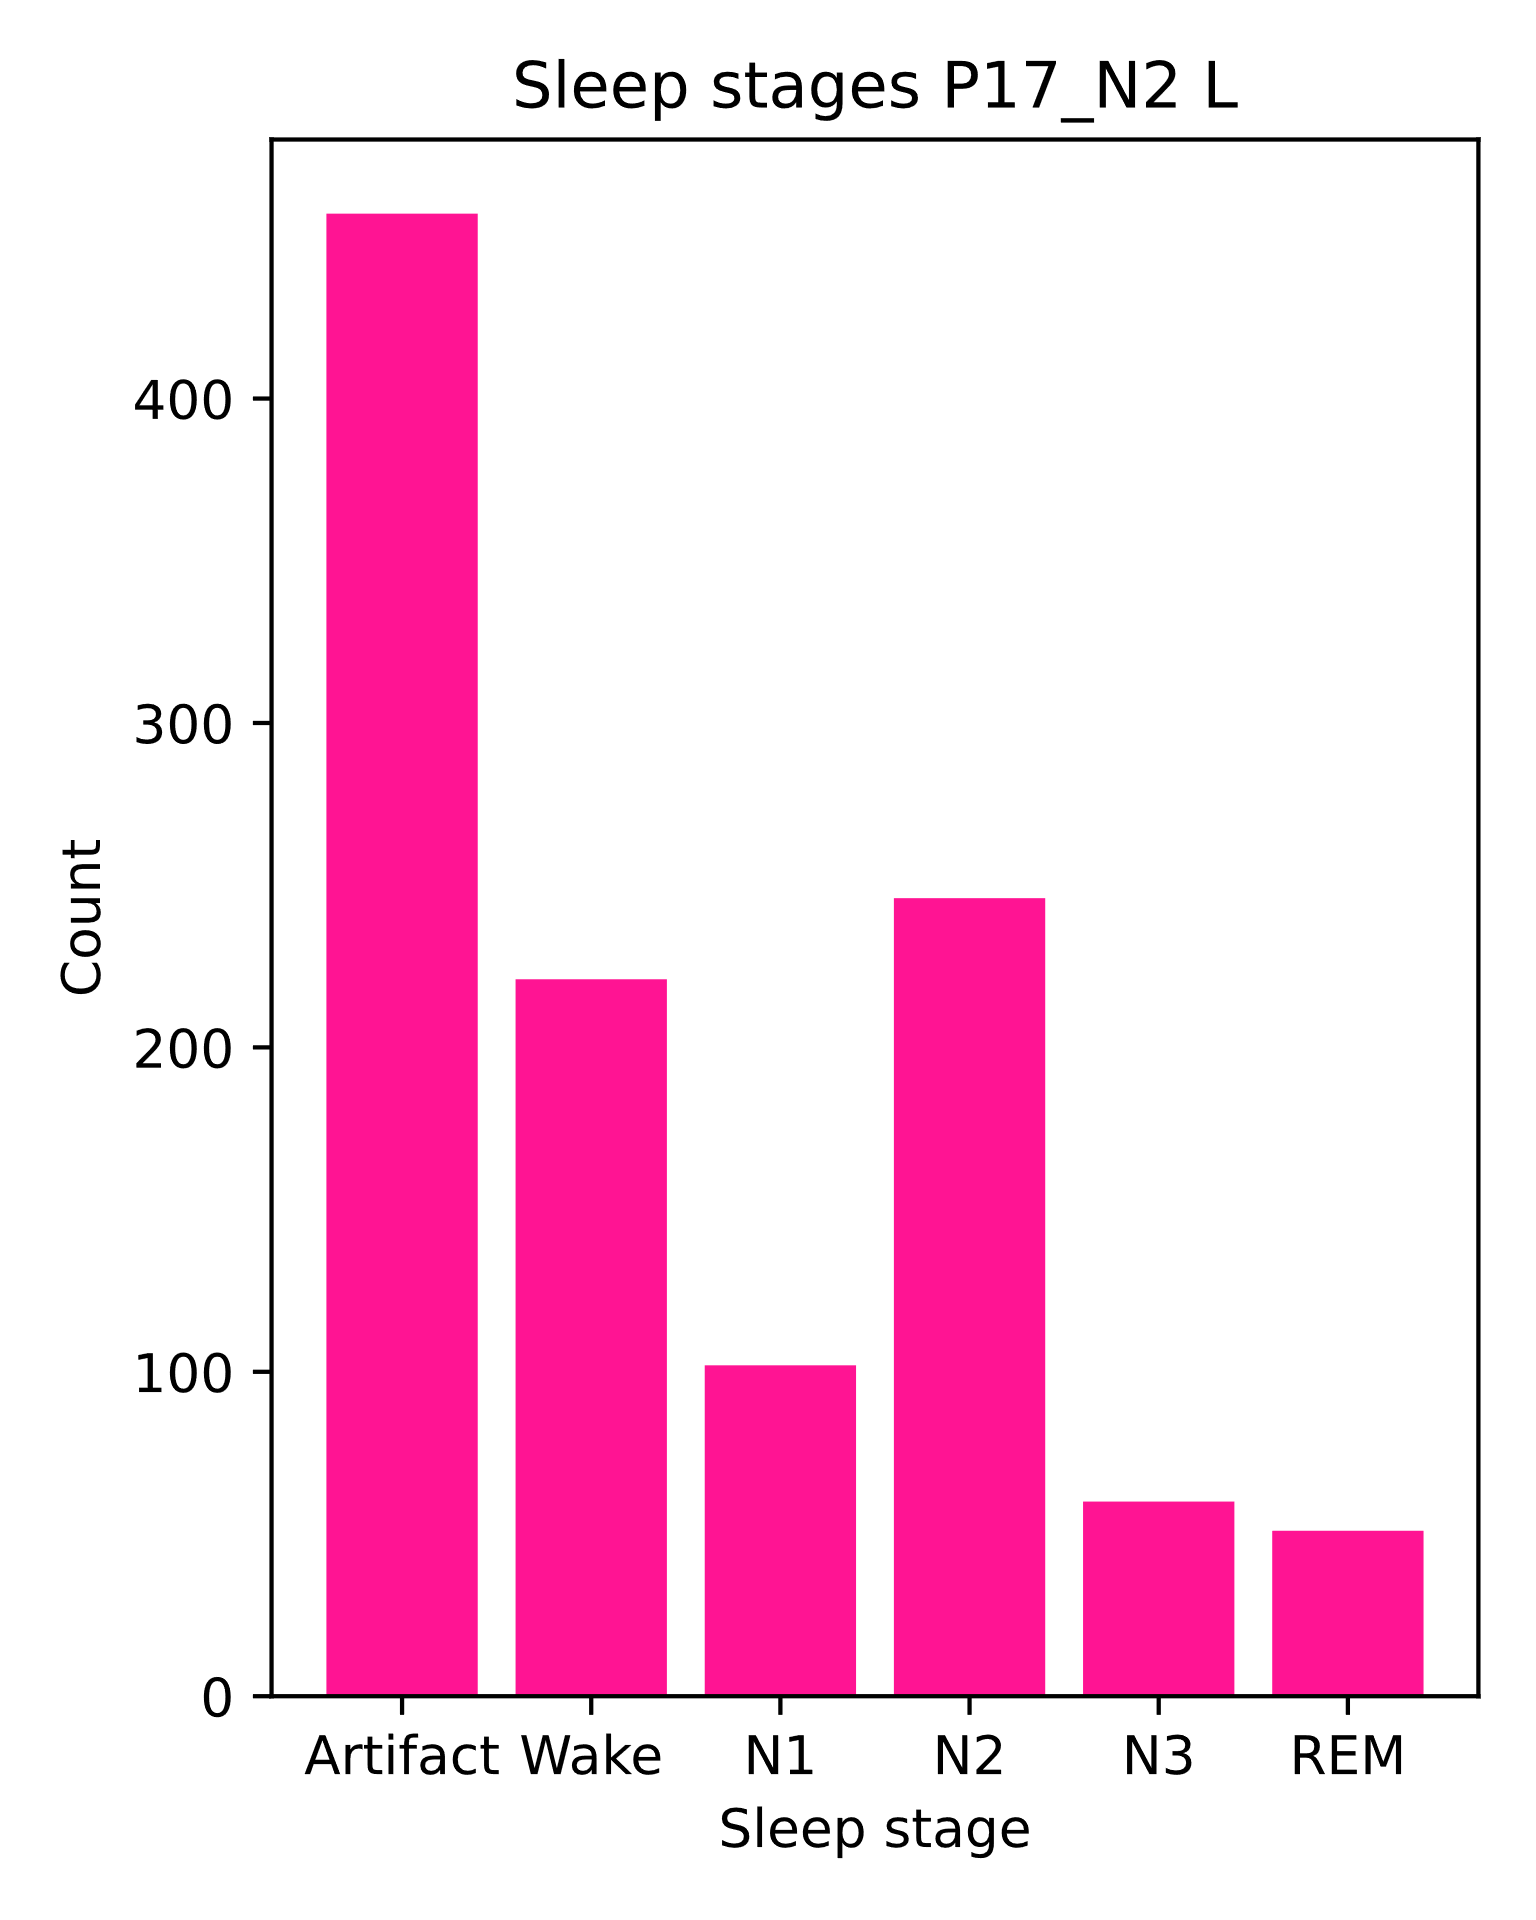 Sleep stages P17_N2 L
400
300
200
100
0
Count
Artifact Wake N1 N2 N3 REM
Sleep stage